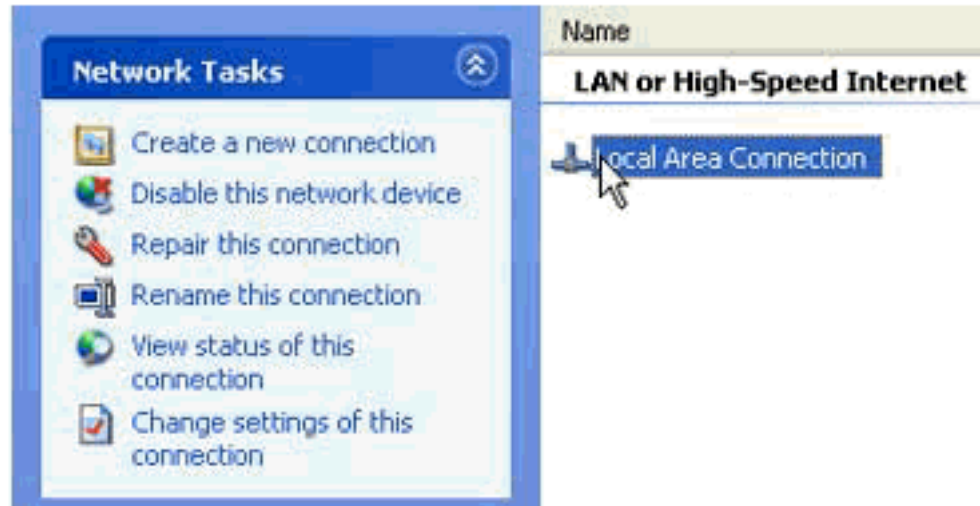 Network Tasks
Create a new connection
Disable this network device
Repair this connection
Rename this connection
View status of this
connection
Change settings of this
connection
Name
LAN or High-Speed Internet
Local Area Connection